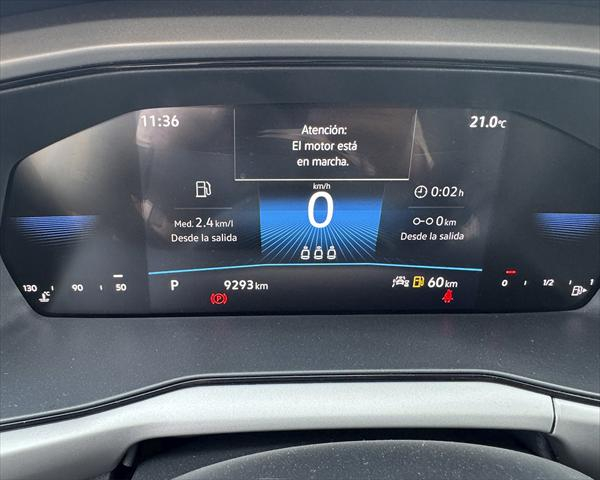 11:36
Atención:
El motor está
en marcha.
21.0°C
km/h
0
Med. 2.4 km/l
Desde la salida
0:02 h
0 km
Desde la salida
130 90 50
P 9293 km 60 km
(P)
0 1/2 1